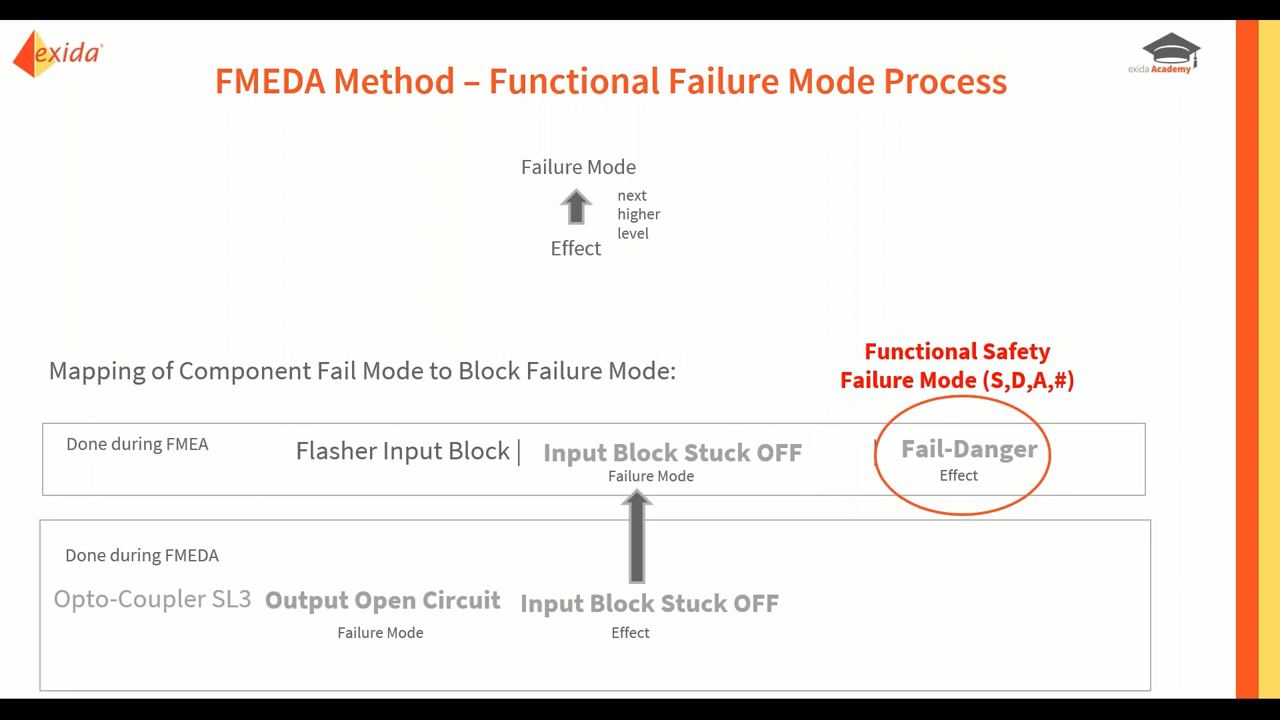 exida
exida Academy
FMEDA Method – Functional Failure Mode Process
Failure Mode
next
higher
level
Effect
Functional Safety
Failure Mode (S,D,A,#)
Mapping of Component Fail Mode to Block Failure Mode:
Done during FMEA
Flasher Input Block | Input Block Stuck OFF | Fail-Danger
Failure Mode
Effect
Done during FMEDA
Opto-Coupler SL3 Output Open Circuit Input Block Stuck OFF
Failure Mode
Effect